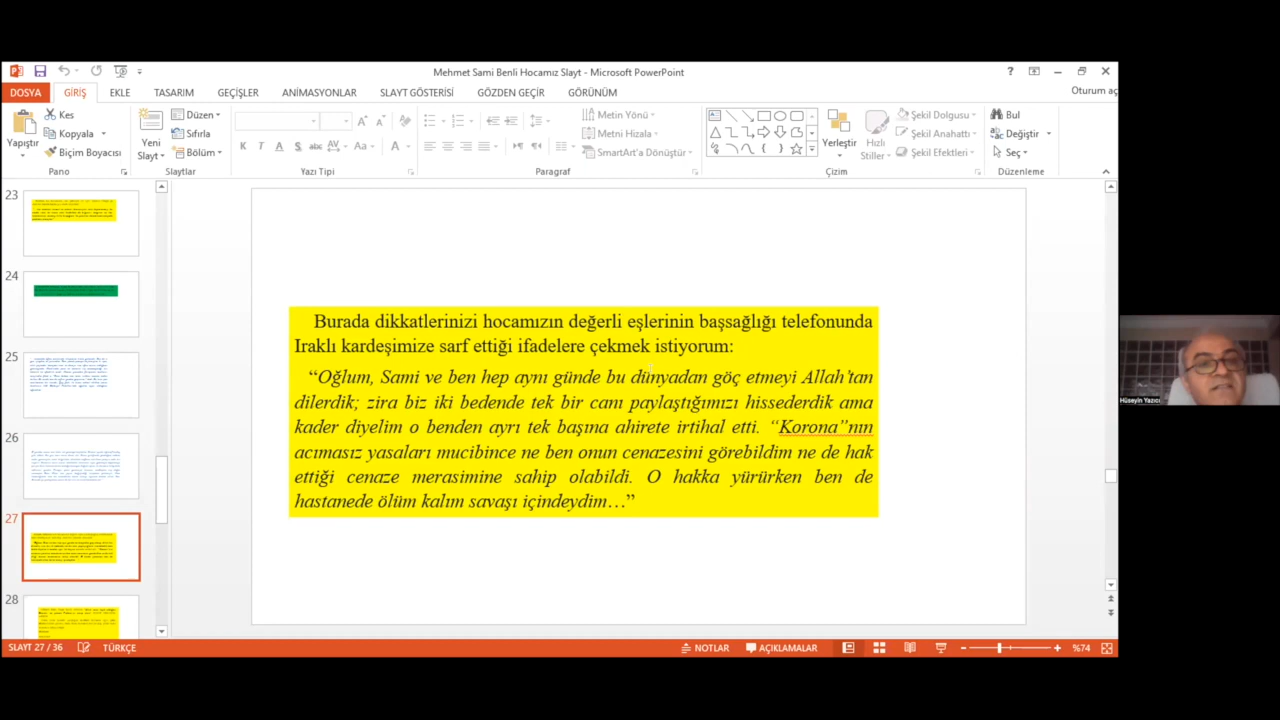 Mehmet Sami Benli Hocamız Slayt - Microsoft PowerPoint
DOSYA GİRİŞ EKLE TASARIM GEÇİŞLER ANİMASYONLAR SLAYT GÖSTERİSİ GÖZDEN GEÇİR GÖRÜNÜM
Oturum aç
Yapıştır
Kes
Kopyala
Biçim Boyacısı
Pano
Yeni
Slayt
Düzen
Sıfırla
Bölüm
Slaytlar
Yazı Tipi
Metin Yönü
Metni Hizala
SmartArt'a Dönüştür
Paragraf
Yerleştir
Hızlı
Stiller
Şekil Dolgusu
Şekil Anahattı
Şekil Efektleri
Çizim
Bul
Değiştir
Seç
Düzenleme
23
24
25
26
27
28
Burada dikkatlerinizi hocamızın değerli eşlerinin başsağlığı telefonunda
Iraklı kardeşimize sarf ettiği ifadelere çekmek istiyorum:
“Oğlum, Sami ve ben hep aynı günde bu dünyadan göç etmeyi Allah’tan
dilerdik; zira biz iki bedende tek bir canı paylaştığımızı hissederdik ama
kader diyelim o benden ayrı tek başına ahirete irtihal etti. “Korona”nın
acımasız yasaları mucibince ne ben onun cenazesini görebildim ne de hak
ettiği cenaze merasimine sahip olabildi. O hakka yürürken ben de
hastanede ölüm kalım savaşı içindeydim…”
Hüseyin Yazıcı
SLAYT 27 / 36 TÜRKÇE NOTLAR AÇIKLAMALAR %74